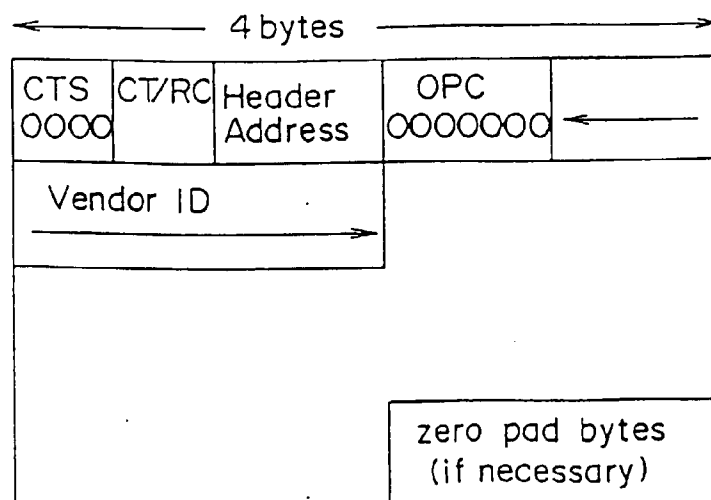 4 bytes
CTS CT/RC Header Address OPC
0000 0000000
Vendor ID
zero pad bytes
(if necessary)